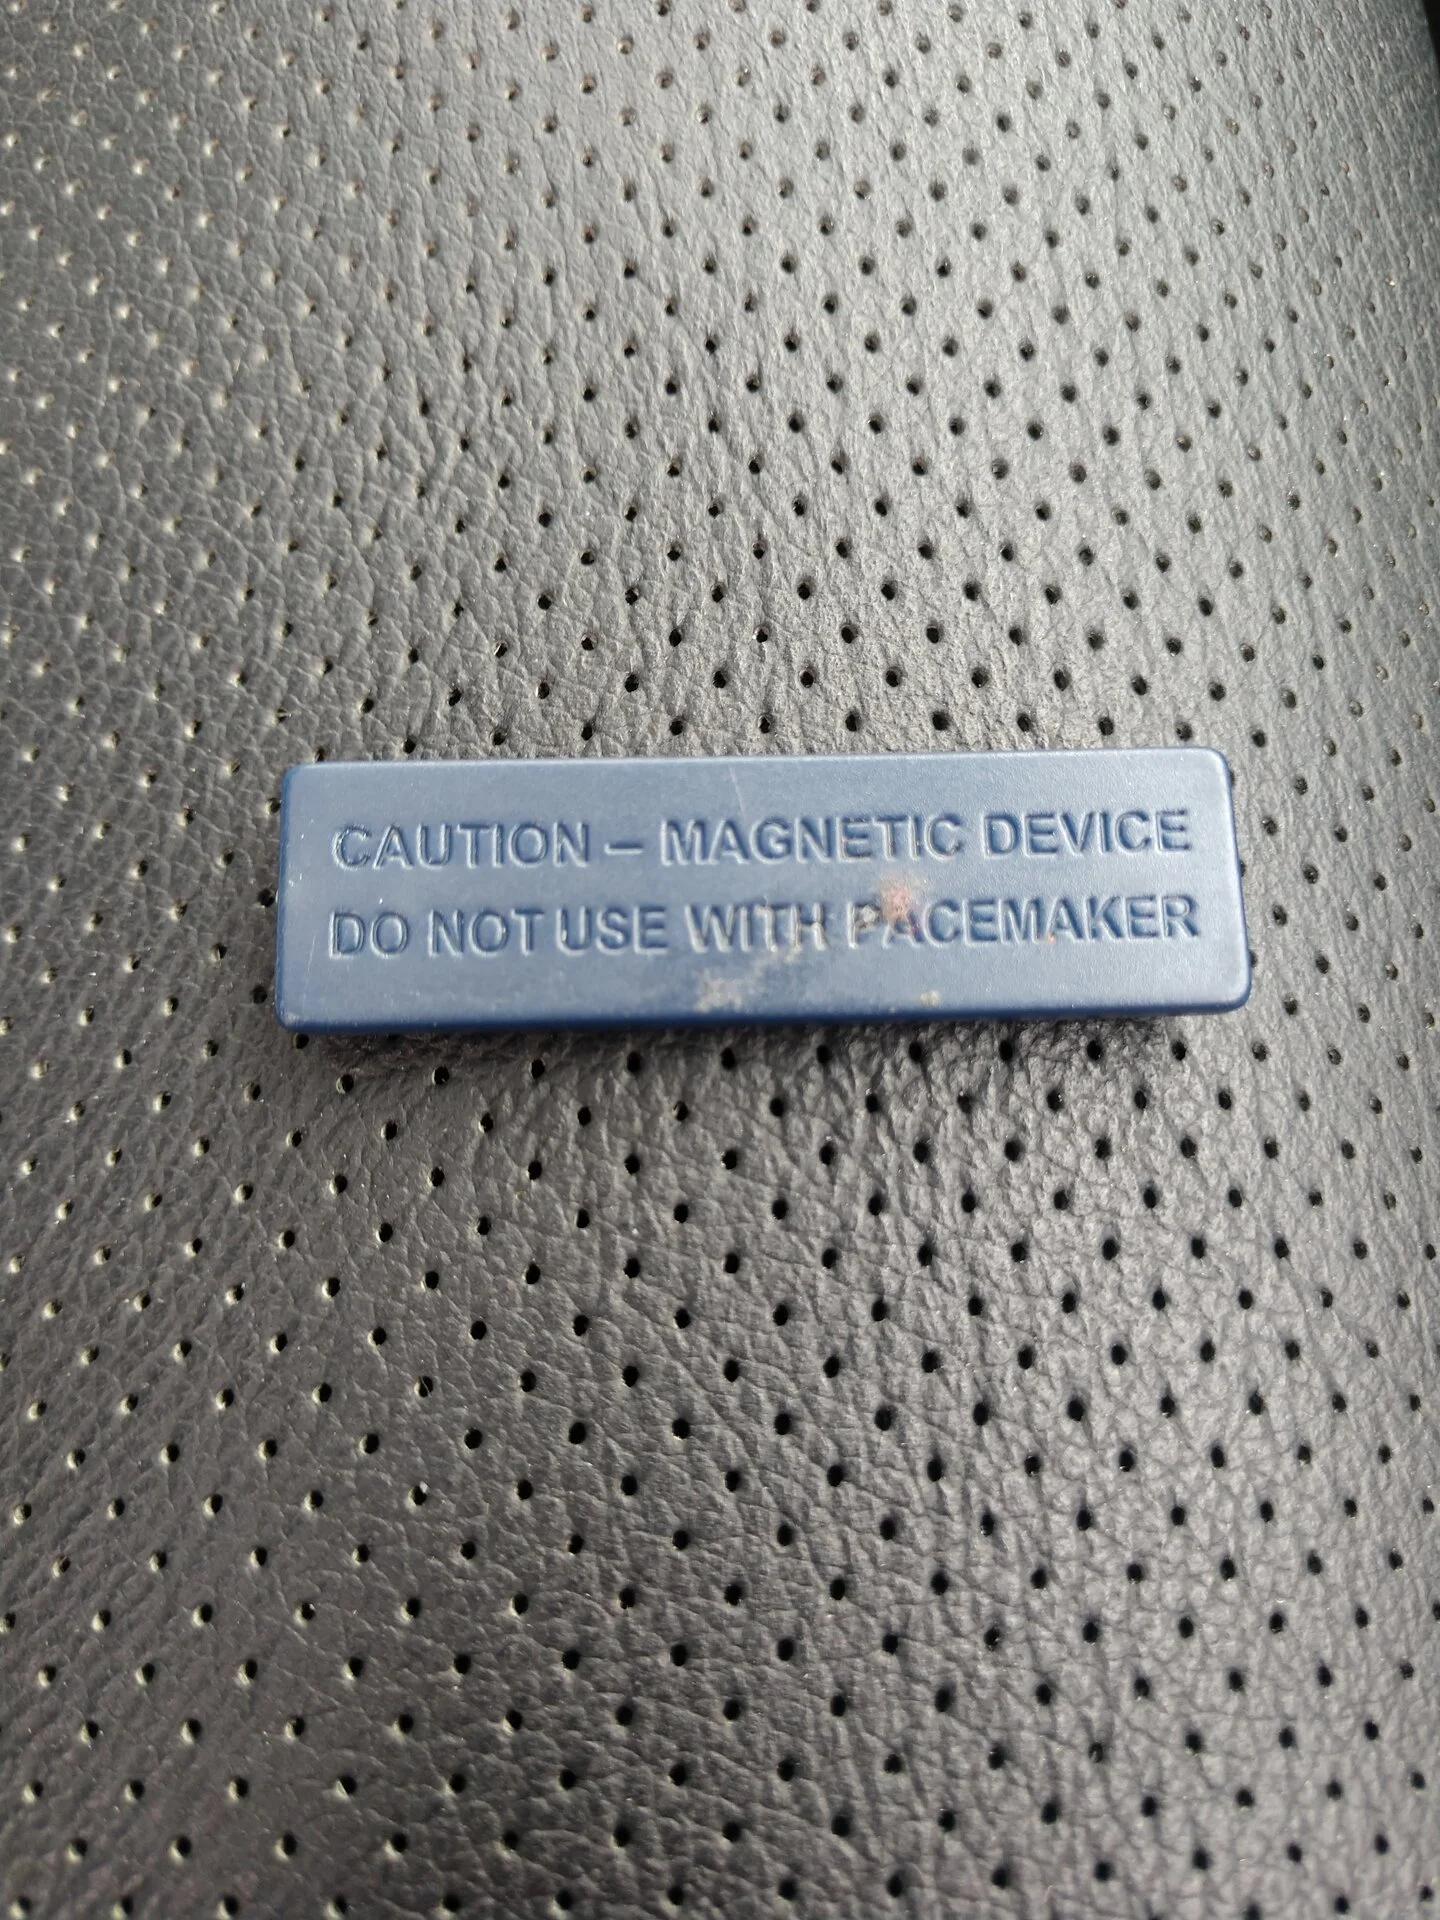 CAUTION – MAGNETIC DEVICE
DO NOT USE WITH PACEMAKER